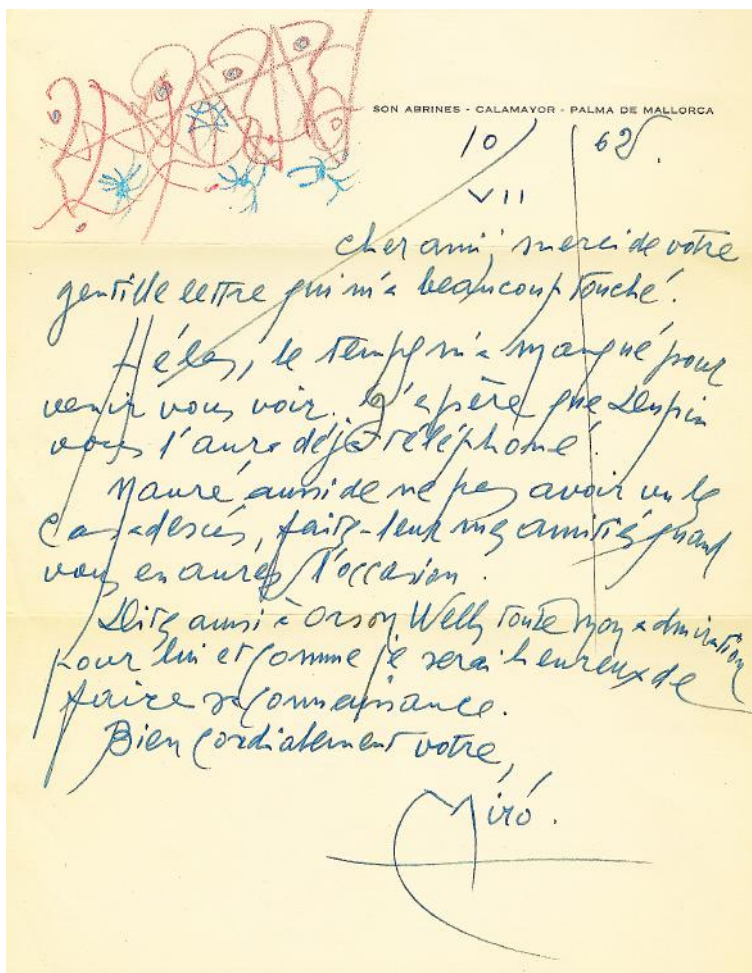 SON ABRINES - CALAMAYOR - PALMA DE MALLORCA
10/VII/62.
cher ami, merci de votre
gentille lettre qui m'a beaucoup touché.
Hélas, le temps m'a manqué pour
venir vous voir. J'espère que Dupin
vous l'aura déjà téléphoné.
Navré aussi de ne pas avoir vu les
Casadesús, faites-leur mes amitiés quand
vous en aurez l'occasion.
Dites aussi à Orson Welles toute mon admiration
pour lui et comme je serai heureux de
faire sa connaissance.
Bien cordialement votre,
Miró.